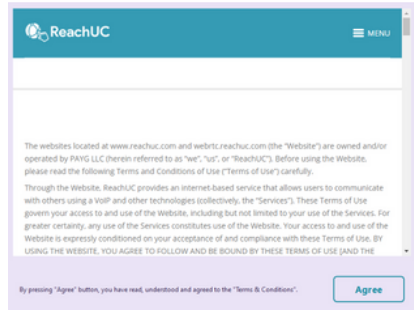 ReachUC
MENU
The websites located at www.reachuc.com and webrtc.reachuc.com (the "Website") are owned and/or
operated by PAYG LLC (herein referred to as "we", "us", or "ReachUC"). Before using the Website,
please read the following Terms and Conditions of Use ("Terms of Use") carefully.
Through the Website, ReachUC provides an internet-based service that allows users to communicate
with others using a VoIP and other technologies (collectively, the "Services"). These Terms of Use
govern your access to and use of the Website, including but not limited to your use of the Services. For
greater certainty, any use of the Services constitutes use of the Website. Your access to and use of the
Website is expressly conditioned on your acceptance of and compliance with these Terms of Use. BY
USING THE WEBSITE, YOU AGREE TO FOLLOW AND BE BOUND BY THESE TERMS OF USE (AND THE
By pressing "Agree" button, you have read, understood and agreed to the "Terms & Conditions".
Agree